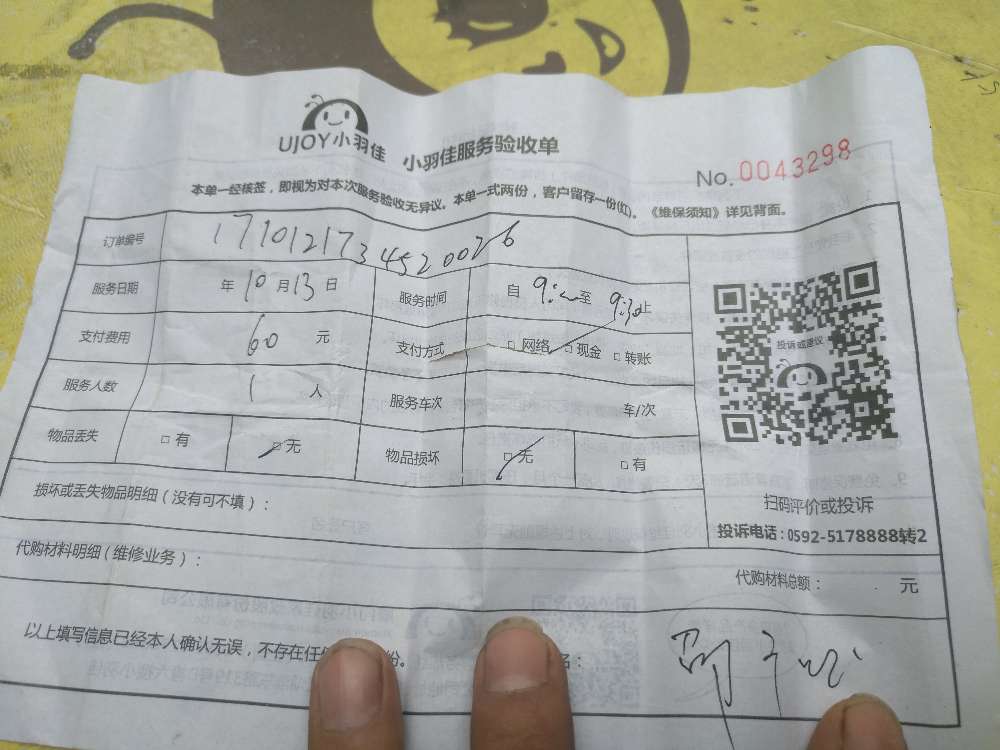 UJOY小羽佳 小羽佳服务验收单
No. 0043298
本单一经核签，即视为对本次服务验收无异议。本单一式两份，客户留存一份(红)。《维保须知》详见背面。
订单编号 1710121734520026
服务日期 年 10 月 13 日 服务时间 自 9: 至 9:30 止
支付费用 60 元 支付方式 □ 网络 □ 现金 □ 转账
服务人数 1 人 服务车次 车/次
物品丢失 □ 有 □ 无 物品损坏 □ 无 □ 有
投诉或建议
扫码评价或投诉
投诉电话：0592-5178888转2
损坏或丢失物品明细（没有可不填）：
代购材料明细（维修业务）：
代购材料总额： 元
以上填写信息已经本人确认无误，不存在任 纷。 名：